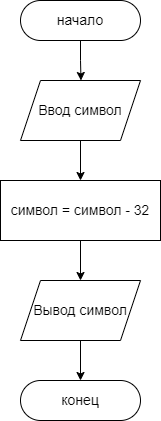 начало
Ввод символ
символ = символ - 32
Вывод символ
конец